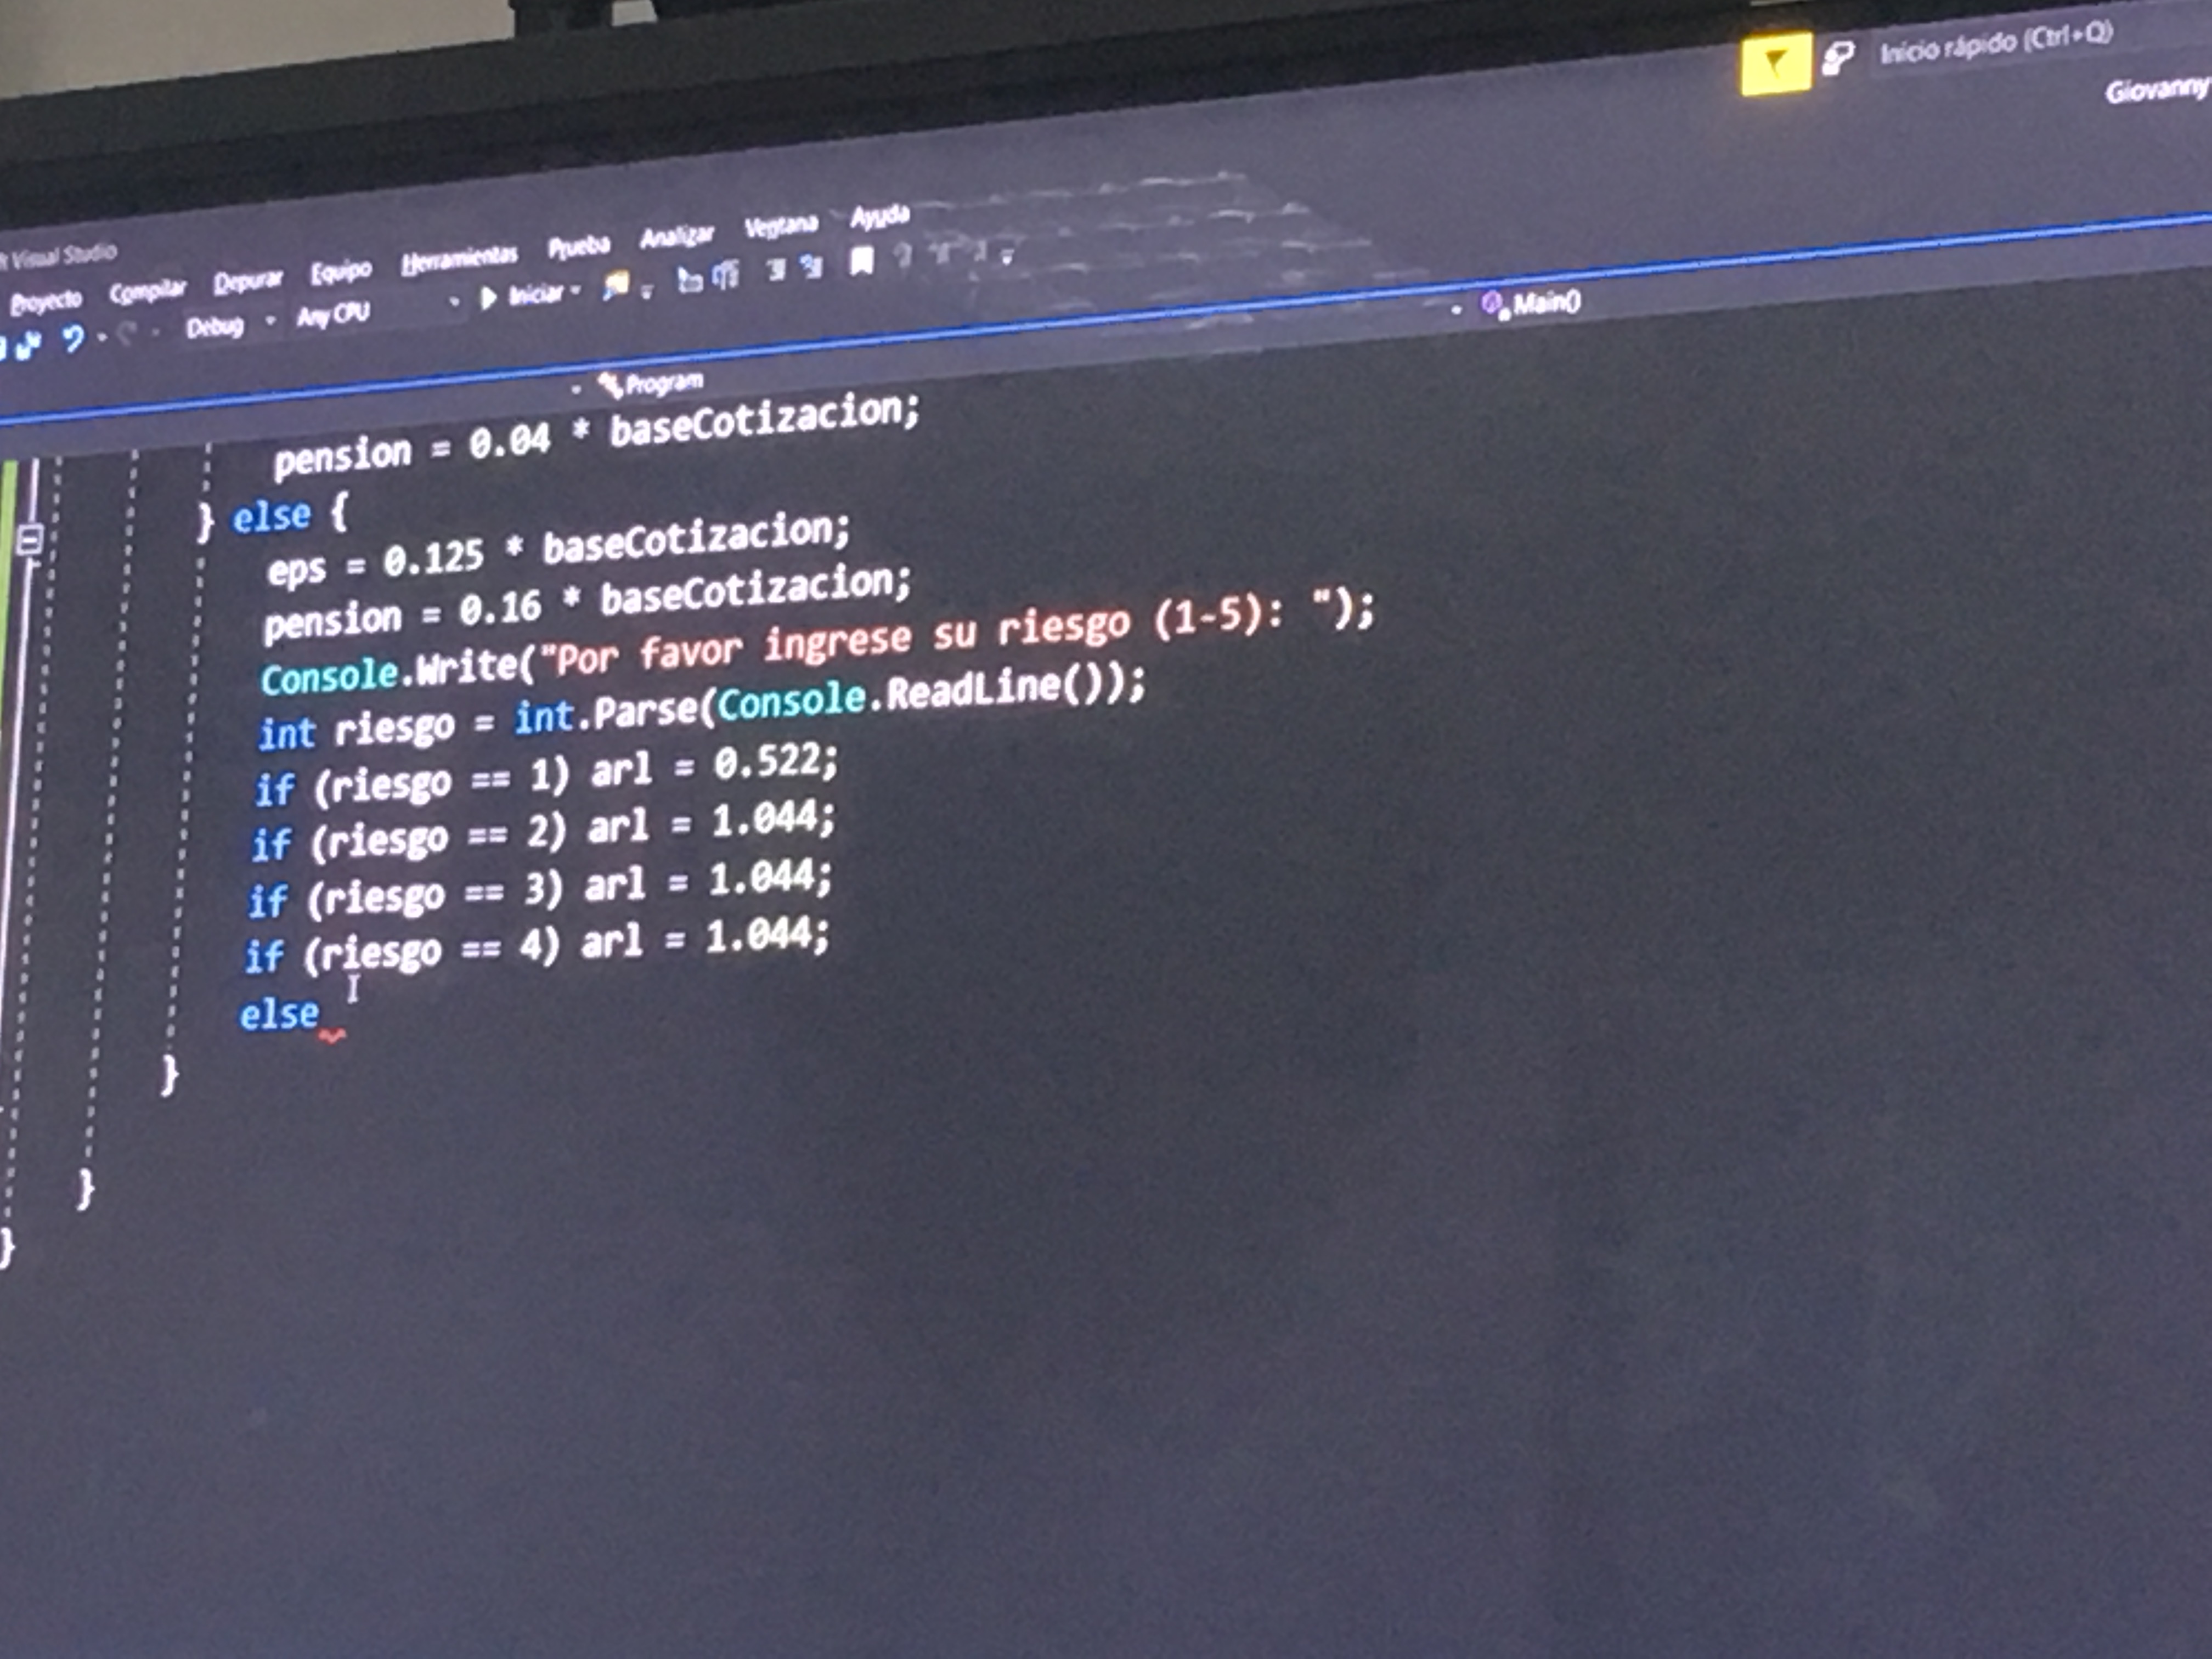 Inicio rápido (Ctrl+Q)
Giovanny
Visual Studio
Proyecto Compilar Depurar Equipo Herramientas Prueba Analizar Ventana Ayuda
Debug Any CPU Iniciar
Program Main()
pension = 0.04 * baseCotizacion;
} else {
eps = 0.125 * baseCotizacion;
pension = 0.16 * baseCotizacion;
Console.Write("Por favor ingrese su riesgo (1-5): ");
int riesgo = int.Parse(Console.ReadLine());
if (riesgo == 1) arl = 0.522;
if (riesgo == 2) arl = 1.044;
if (riesgo == 3) arl = 1.044;
if (riesgo == 4) arl = 1.044;
else
}
}
}